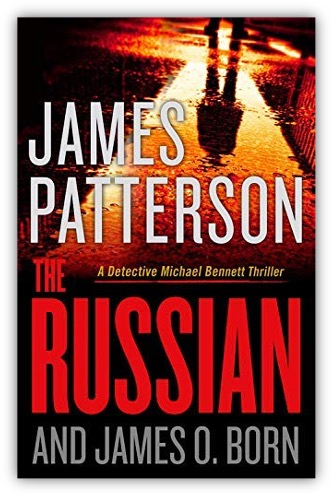 JAMES
PATTERSON
A Detective Michael Bennett Thriller
THE
RUSSIAN
AND JAMES O. BORN